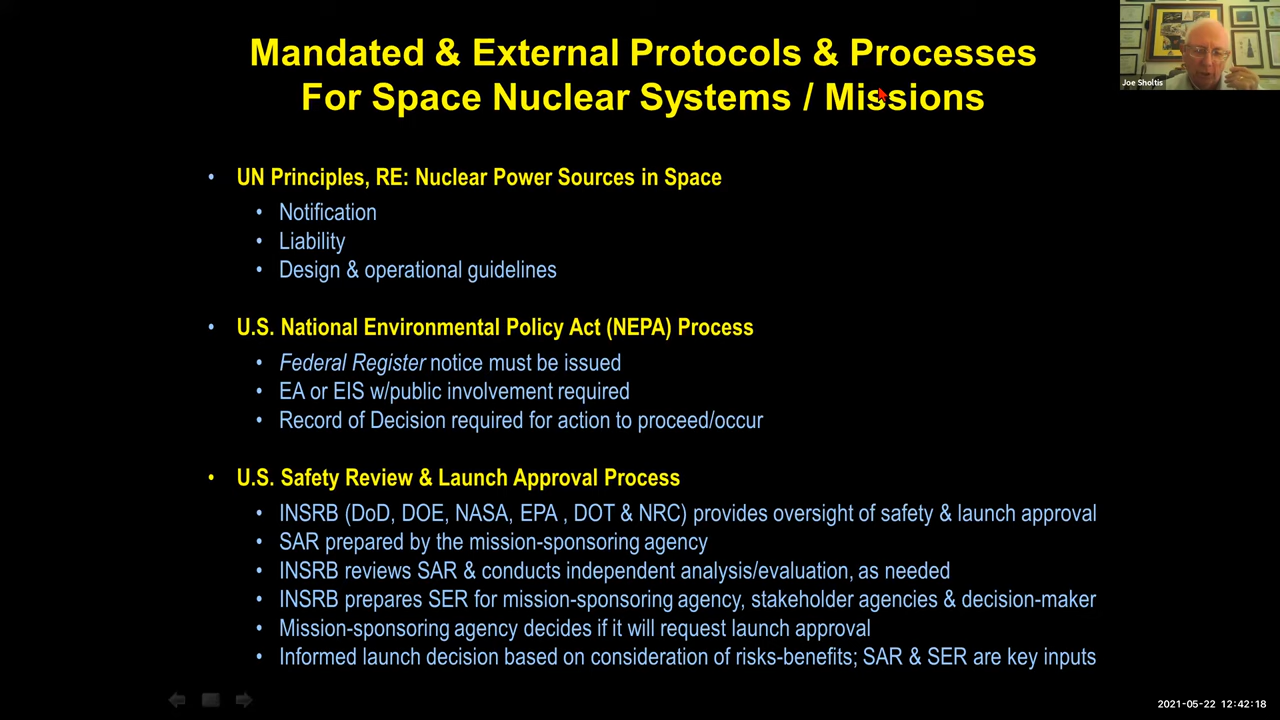 Mandated & External Protocols & Processes
For Space Nuclear Systems / Missions
Joe Sholtis
• UN Principles, RE: Nuclear Power Sources in Space
• Notification
• Liability
• Design & operational guidelines
• U.S. National Environmental Policy Act (NEPA) Process
• Federal Register notice must be issued
• EA or EIS w/public involvement required
• Record of Decision required for action to proceed/occur
• U.S. Safety Review & Launch Approval Process
• INSRB (DoD, DOE, NASA, EPA , DOT & NRC) provides oversight of safety & launch approval
• SAR prepared by the mission-sponsoring agency
• INSRB reviews SAR & conducts independent analysis/evaluation, as needed
• INSRB prepares SER for mission-sponsoring agency, stakeholder agencies & decision-maker
• Mission-sponsoring agency decides if it will request launch approval
• Informed launch decision based on consideration of risks-benefits; SAR & SER are key inputs
2021-05-22 12:42:18